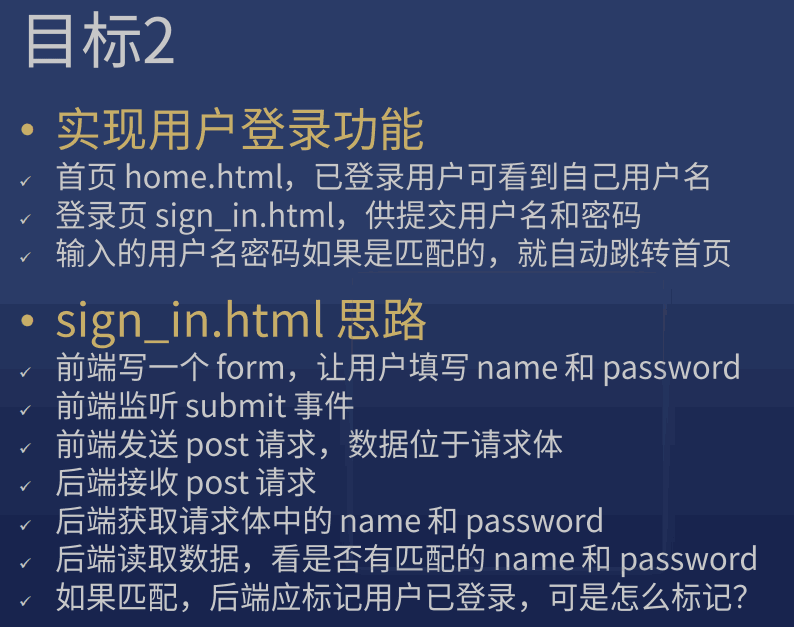 目标2
• 实现用户登录功能
✓ 首页 home.html，已登录用户可看到自己用户名
✓ 登录页 sign_in.html，供提交用户名和密码
✓ 输入的用户名密码如果是匹配的，就自动跳转首页
• sign_in.html 思路
✓ 前端写一个 form，让用户填写 name 和 password
✓ 前端监听 submit 事件
✓ 前端发送 post 请求，数据位于请求体
✓ 后端接收 post 请求
✓ 后端获取请求体中的 name 和 password
✓ 后端读取数据，看是否有匹配的 name 和 password
✓ 如果匹配，后端应标记用户已登录，可是怎么标记？